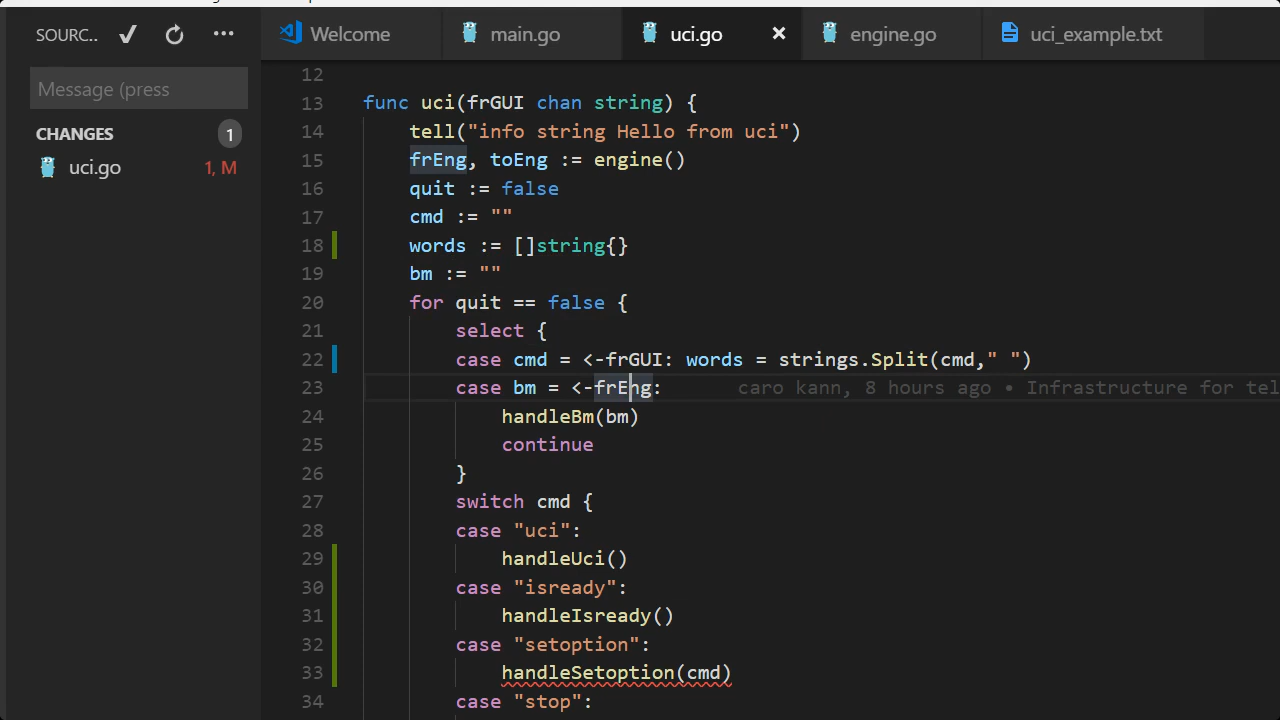 SOURC.. ✓ ⟳ ···
Message (press
CHANGES 1
uci.go 1, M
Welcome main.go uci.go × engine.go uci_example.txt
12
13 func uci(frGUI chan string) {
14 tell("info string Hello from uci")
15 frEng, toEng := engine()
16 quit := false
17 cmd := ""
18 words := []string{}
19 bm := ""
20 for quit == false {
21 select {
22 case cmd = <-frGUI: words = strings.Split(cmd," ")
23 case bm = <-frEng: caro kann, 8 hours ago • Infrastructure for tel
24 handleBm(bm)
25 continue
26 }
27 switch cmd {
28 case "uci":
29 handleUci()
30 case "isready":
31 handleIsready()
32 case "setoption":
33 handleSetoption(cmd)
34 case "stop":